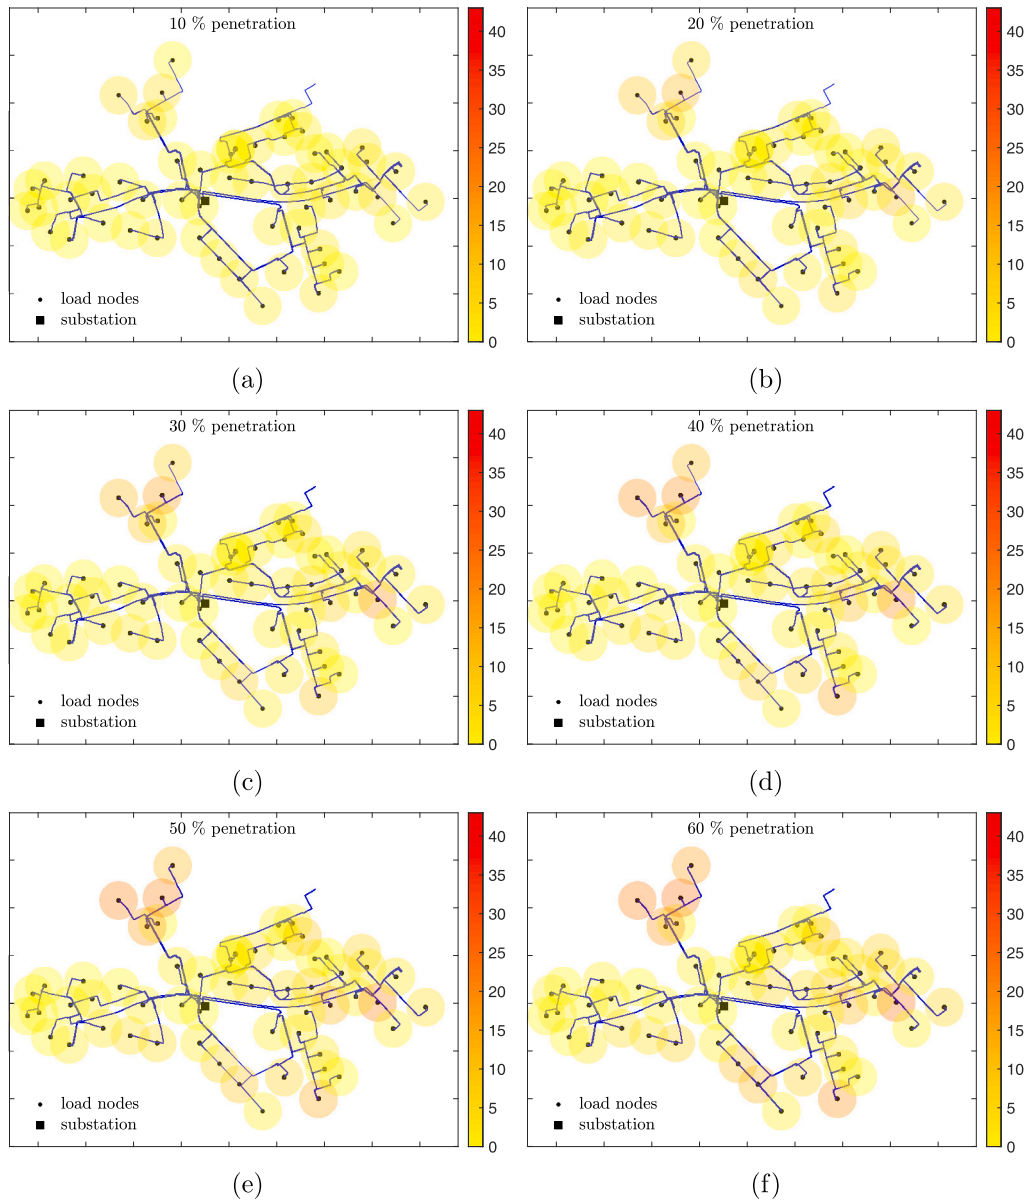 10 % penetration
40
35
30
25
20
15
10
5
0
load nodes
substation
(a)
20 % penetration
40
35
30
25
20
15
10
5
0
load nodes
substation
(b)
30 % penetration
40
35
30
25
20
15
10
5
0
load nodes
substation
(c)
40 % penetration
40
35
30
25
20
15
10
5
0
load nodes
substation
(d)
50 % penetration
40
35
30
25
20
15
10
5
0
load nodes
substation
(e)
60 % penetration
40
35
30
25
20
15
10
5
0
load nodes
substation
(f)